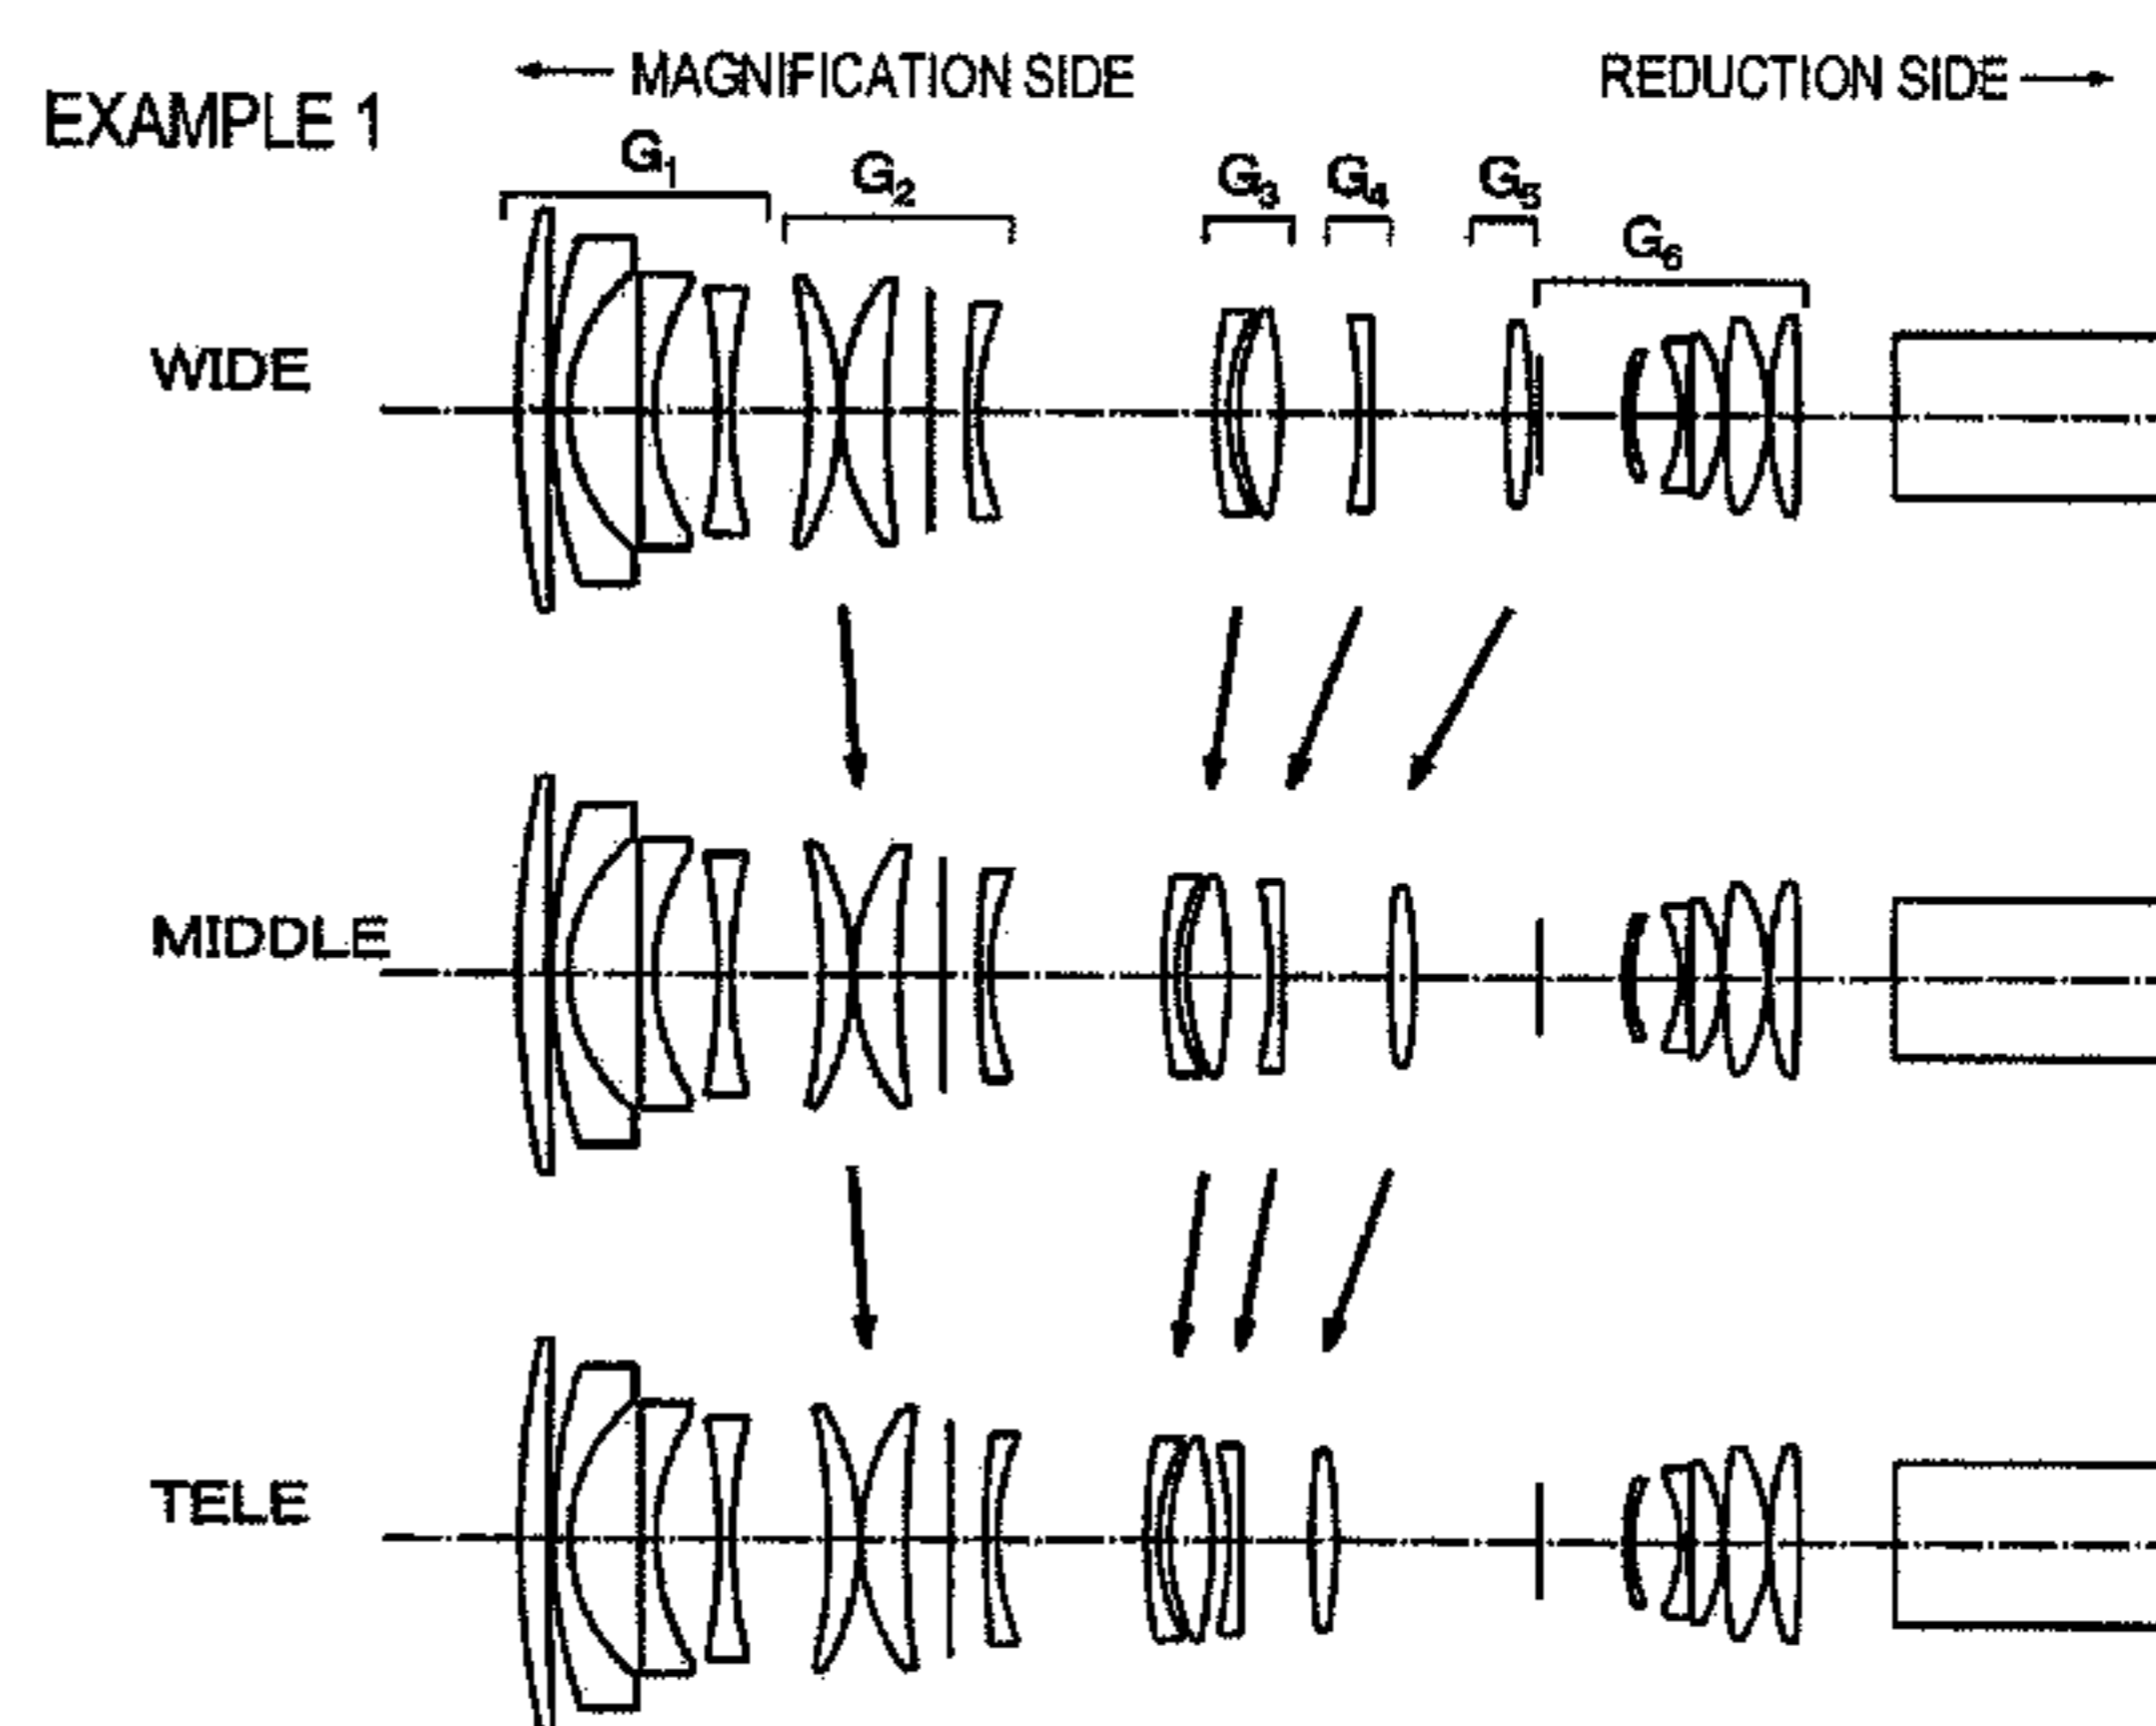 ← MAGNIFICATION SIDE REDUCTION SIDE →
EXAMPLE 1
G₁ G₂ G₃ G₄ G₅ G₆
WIDE
MIDDLE
TELE